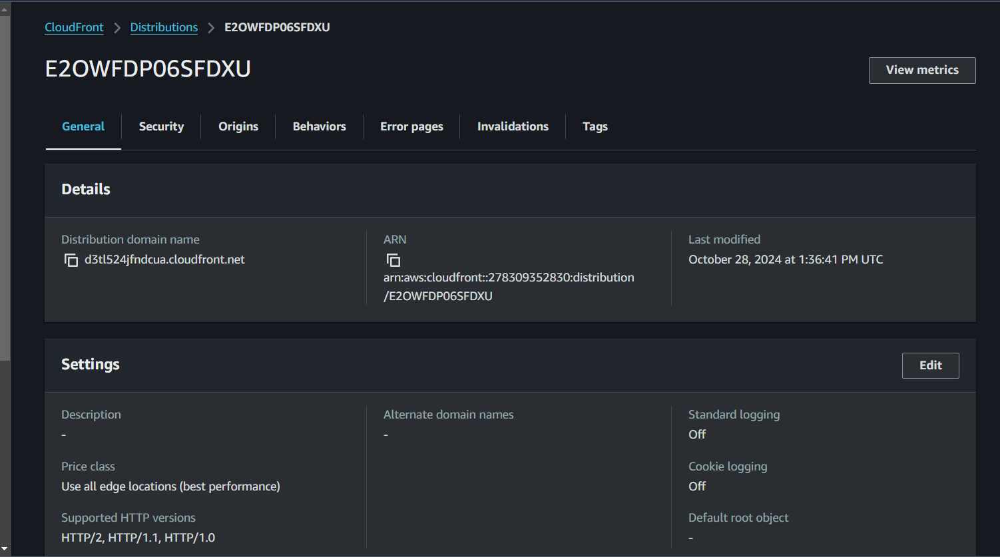 CloudFront > Distributions > E2OWFDP06SFDXU
E2OWFDP06SFDXU
View metrics
General
Security
Origins
Behaviors
Error pages
Invalidations
Tags
Details
Distribution domain name
d3tl524jfndcua.cloudfront.net
ARN
arn:aws:cloudfront::278309352830:distribution
/E2OWFDP06SFDXU
Last modified
October 28, 2024 at 1:36:41 PM UTC
Settings
Edit
Description
-
Price class
Use all edge locations (best performance)
Supported HTTP versions
HTTP/2, HTTP/1.1, HTTP/1.0
Alternate domain names
-
Standard logging
Off
Cookie logging
Off
Default root object
-